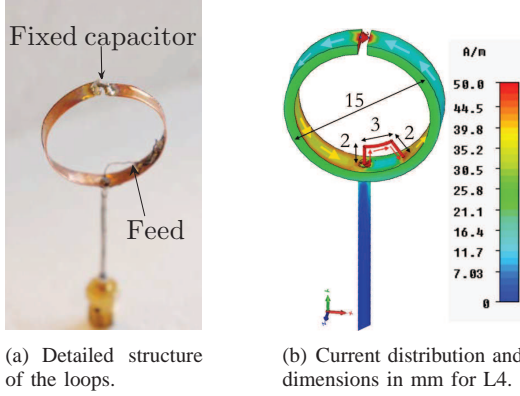 Fixed capacitor
Feed
15
3
2
2
A/m
50.0
44.5
39.8
35.2
30.5
25.8
21.1
16.4
11.7
7.03
0
(a) Detailed structure
of the loops.
(b) Current distribution and
dimensions in mm for L4.